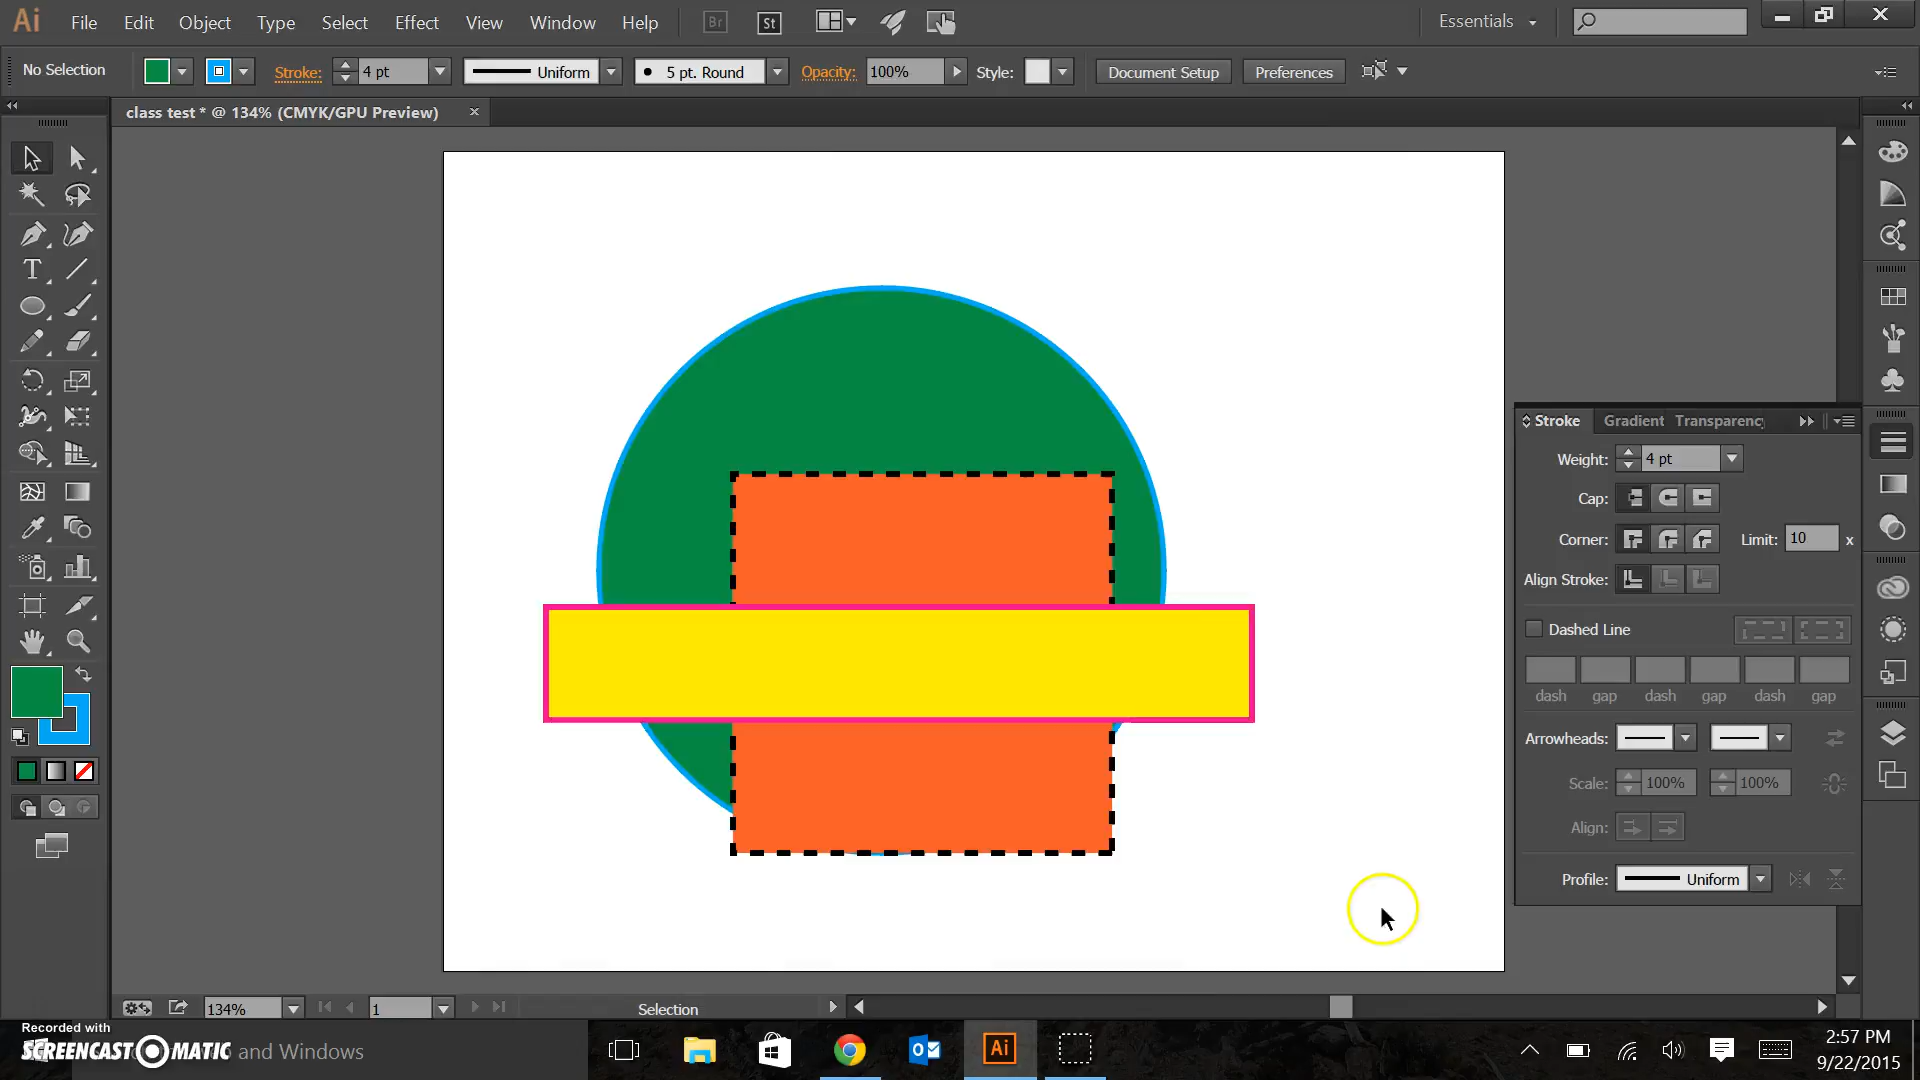 Ai File Edit Object Type Select Effect View Window Help Br St Essentials
No Selection Stroke: 4 pt Uniform 5 pt. Round Opacity: 100% Style: Document Setup Preferences
class test * @ 134% (CMYK/GPU Preview)
Stroke Gradient Transparency
Weight: 4 pt
Cap:
Corner: Limit: 10 x
Align Stroke:
Dashed Line
dash gap dash gap dash gap
Arrowheads:
Scale: 100% 100%
Align:
Profile: Uniform
134% 1 Selection
Recorded with
SCREENCAST-O-MATIC and Windows
Ai
2:57 PM
9/22/2015